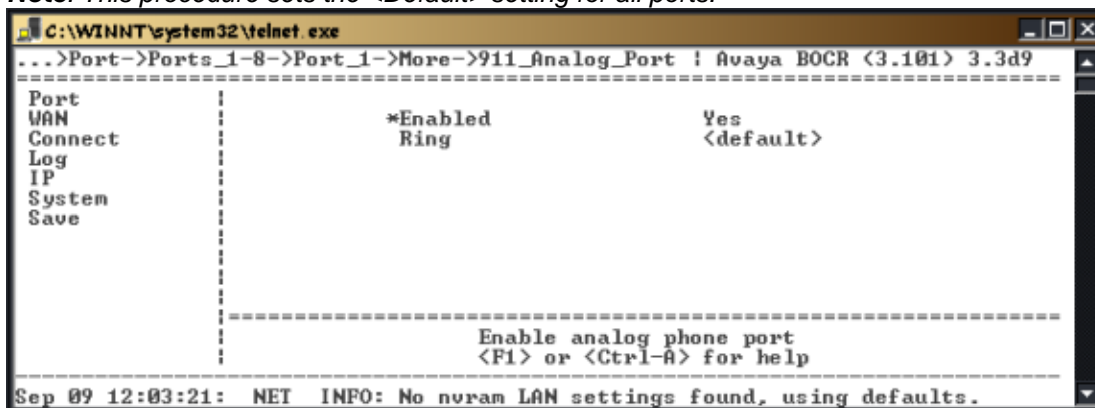 Note: This procedure sets the <Default> setting for all ports.
C:\WINNT\system32\telnet.exe
...>Port->Ports_1-8->Port_1->More->911_Analog_Port | Avaya BOCR (3.101) 3.3d9
Port
WAN *Enabled Yes
Connect Ring <default>
Log
IP
System
Save
Enable analog phone port
<F1> or <Ctrl-A> for help
Sep 09 12:03:21: NET INFO: No nvram LAN settings found, using defaults.